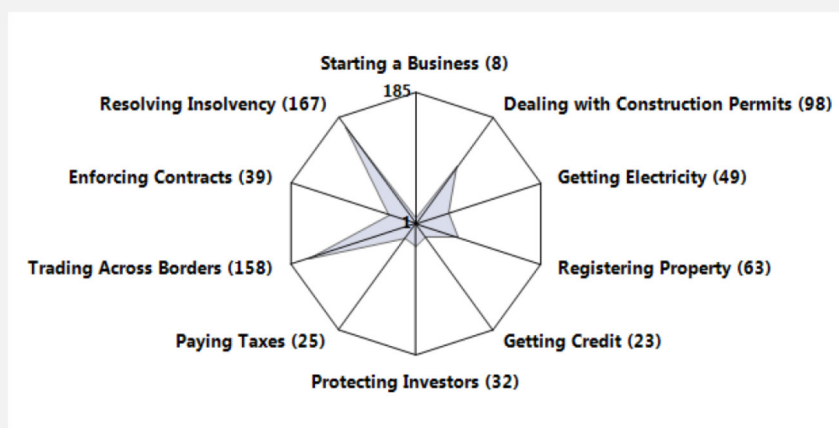 Starting a Business (8)
185
Resolving Insolvency (167)
Dealing with Construction Permits (98)
Enforcing Contracts (39)
Getting Electricity (49)
1
Trading Across Borders (158)
Registering Property (63)
Paying Taxes (25)
Getting Credit (23)
Protecting Investors (32)